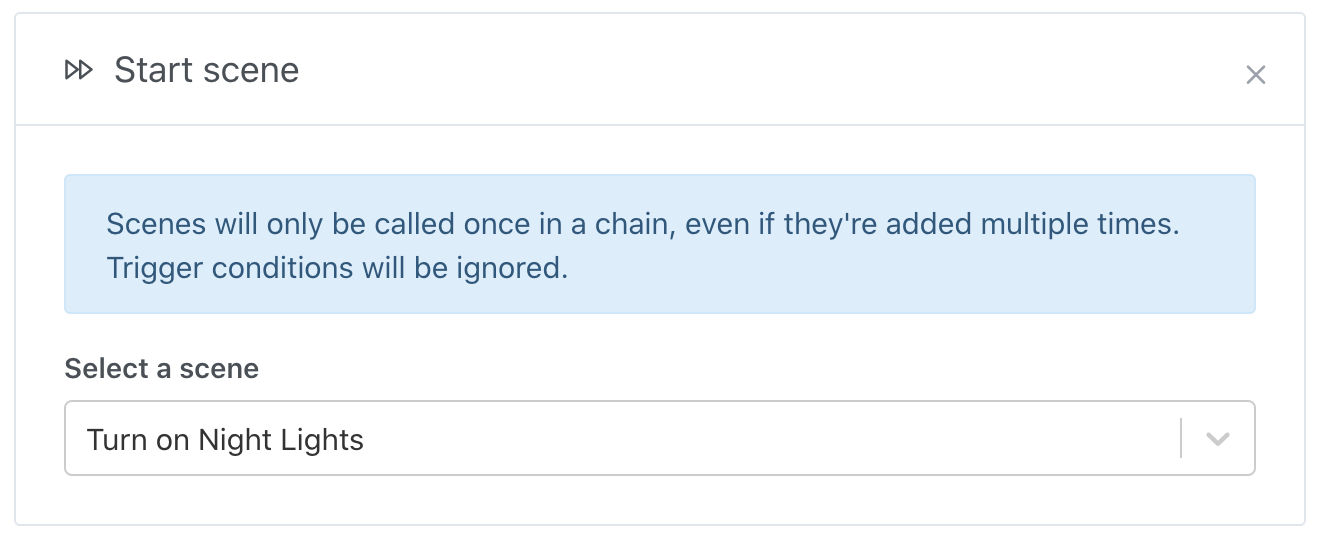 Start scene
Scenes will only be called once in a chain, even if they're added multiple times.
Trigger conditions will be ignored.
Select a scene
Turn on Night Lights